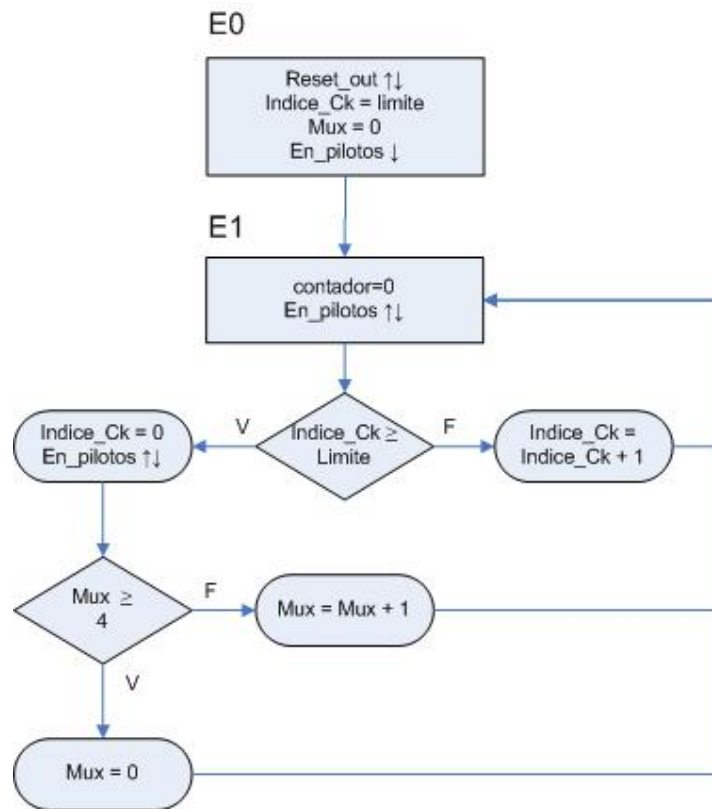 E0
Reset_out ↑↓
Indice_Ck = limite
Mux = 0
En_pilotos ↓
E1
contador=0
En_pilotos ↑↓
Indice_Ck ≥
Limite
V
F
Indice_Ck = 0
En_pilotos ↑↓
Indice_Ck =
Indice_Ck + 1
Mux ≥
4
F
Mux = Mux + 1
V
Mux = 0